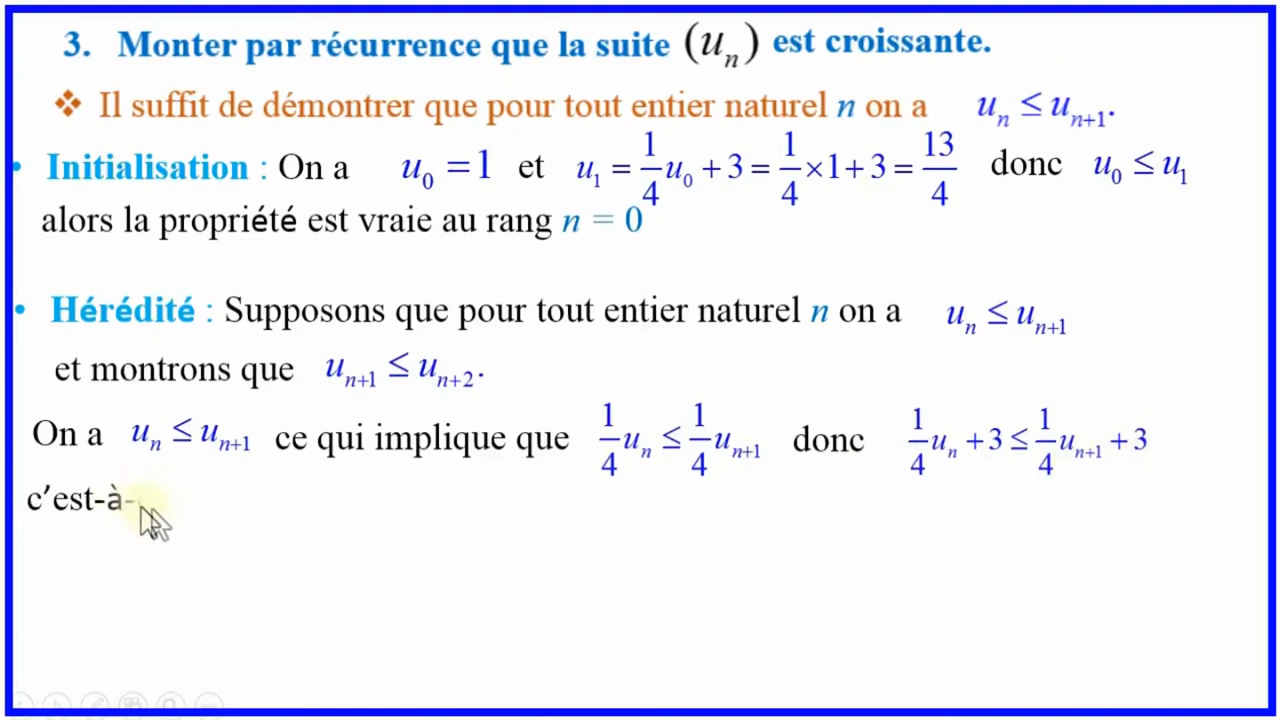 3. Monter par récurrence que la suite (uₙ) est croissante.
❖ Il suffit de démontrer que pour tout entier naturel n on a uₙ ≤ uₙ₊₁.
• Initialisation : On a u₀ = 1 et u₁ = 1/4 u₀ + 3 = 1/4 × 1 + 3 = 13/4 donc u₀ ≤ u₁
alors la propriété est vraie au rang n = 0
• Hérédité : Supposons que pour tout entier naturel n on a uₙ ≤ uₙ₊₁
et montrons que uₙ₊₁ ≤ uₙ₊₂.
On a uₙ ≤ uₙ₊₁ ce qui implique que 1/4 uₙ ≤ 1/4 uₙ₊₁ donc 1/4 uₙ + 3 ≤ 1/4 uₙ₊₁ + 3
c’est-à-